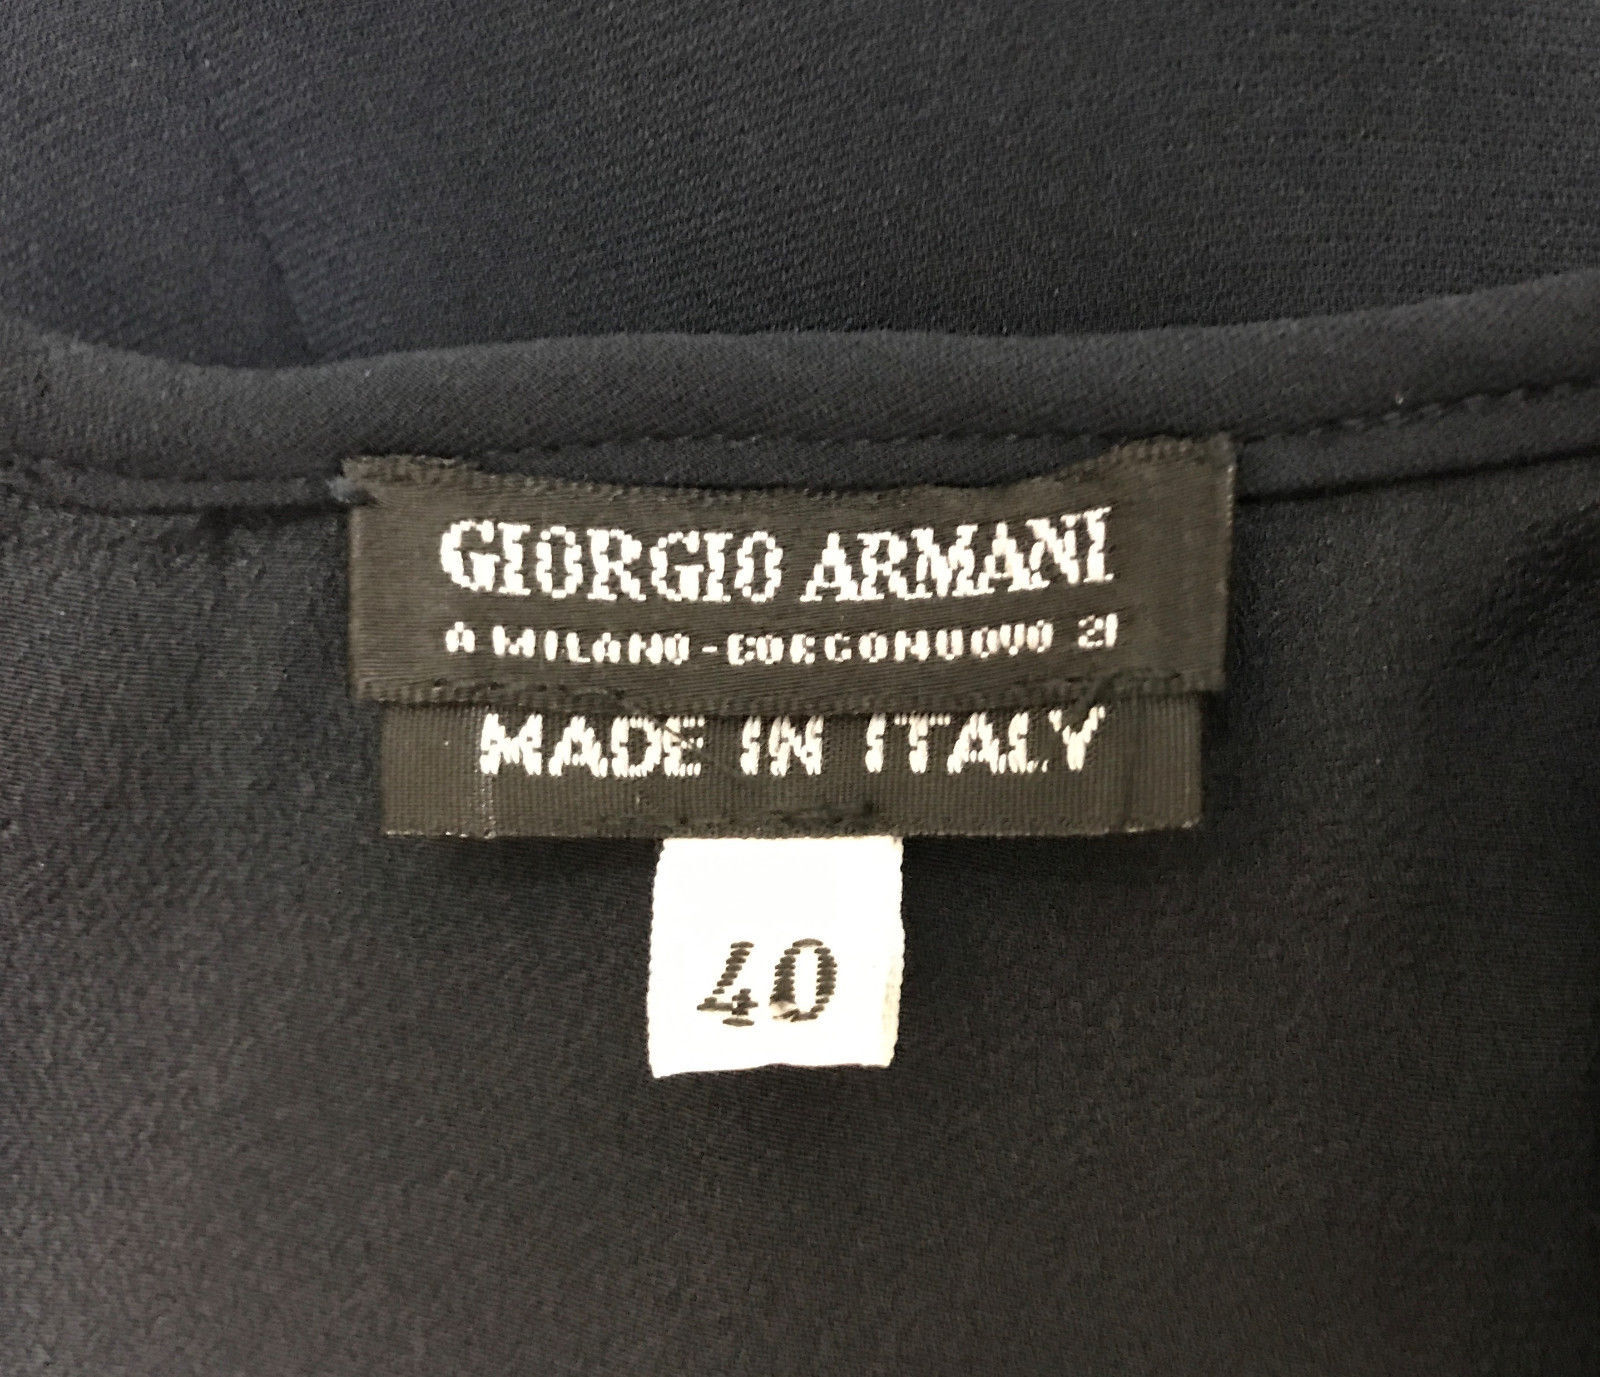 GIORGIO ARMANI
A MILANO - BORGONUOVO 21
MADE IN ITALY
40